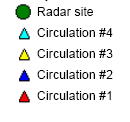 Radar site
Circulation #4
Circulation #3
Circulation #2
Circulation #1